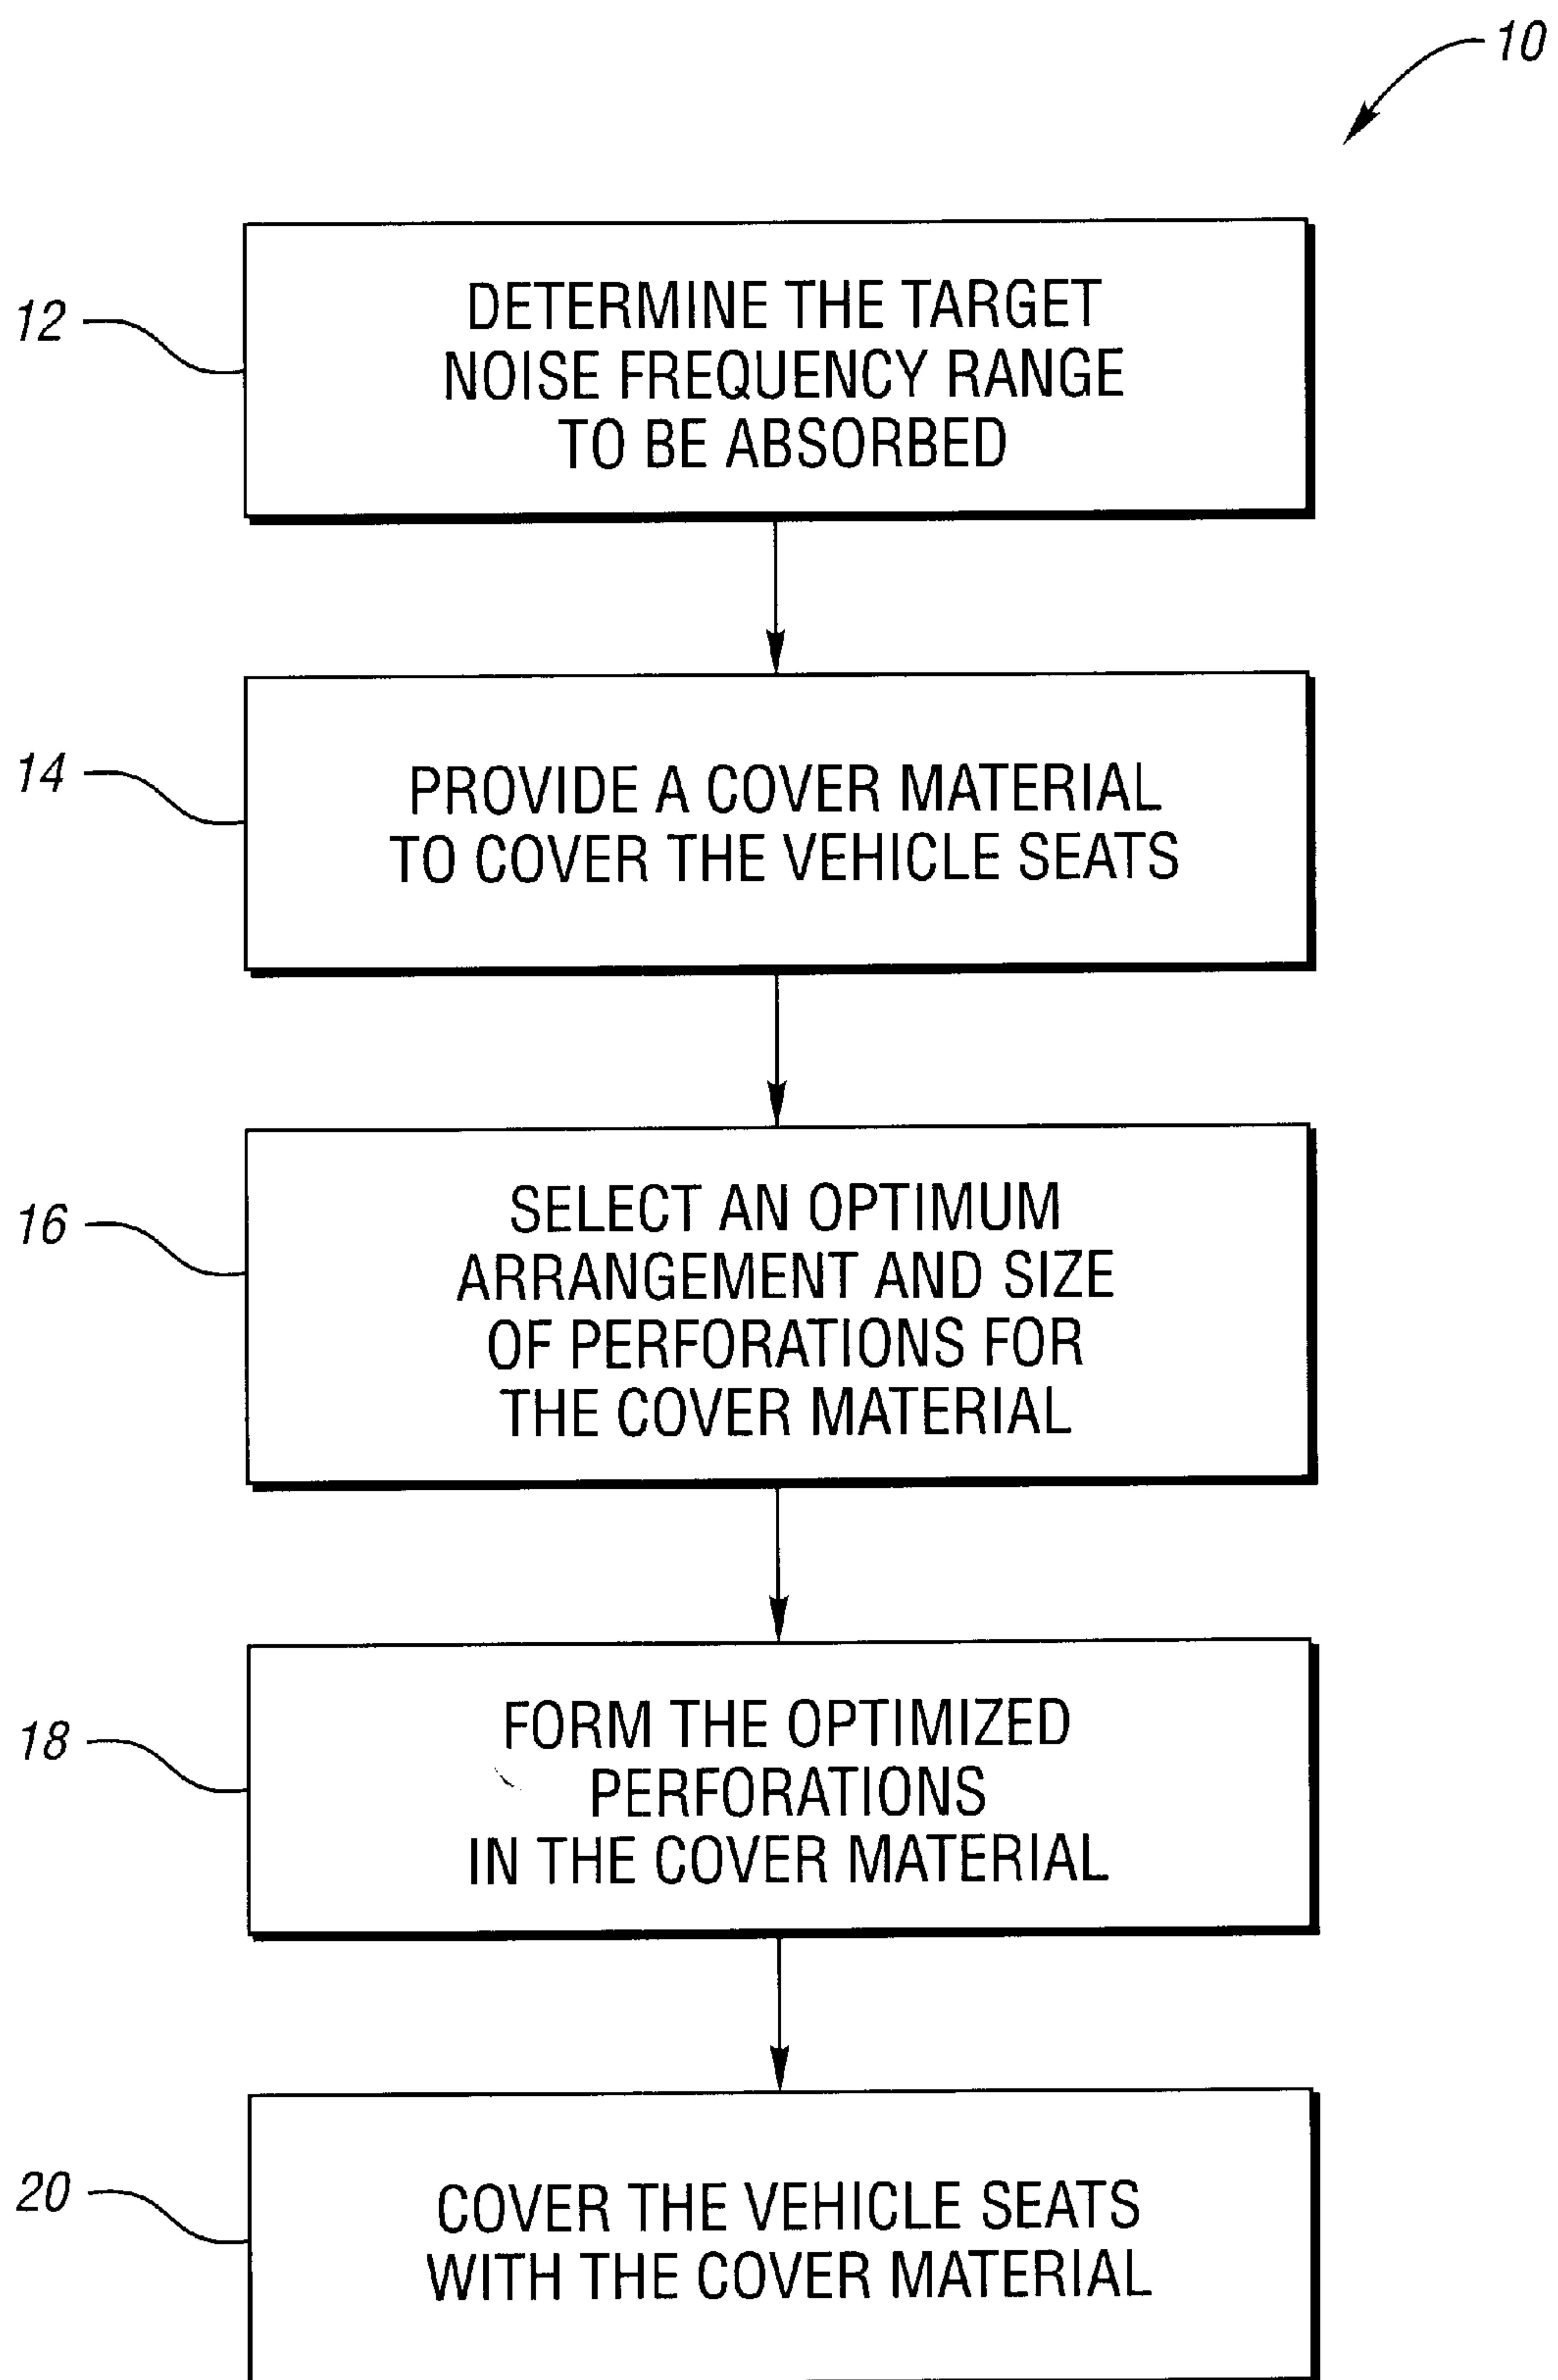 10
12
DETERMINE THE TARGET
NOISE FREQUENCY RANGE
TO BE ABSORBED
14
PROVIDE A COVER MATERIAL
TO COVER THE VEHICLE SEATS
16
SELECT AN OPTIMUM
ARRANGEMENT AND SIZE
OF PERFORATIONS FOR
THE COVER MATERIAL
18
FORM THE OPTIMIZED
PERFORATIONS
IN THE COVER MATERIAL
20
COVER THE VEHICLE SEATS
WITH THE COVER MATERIAL